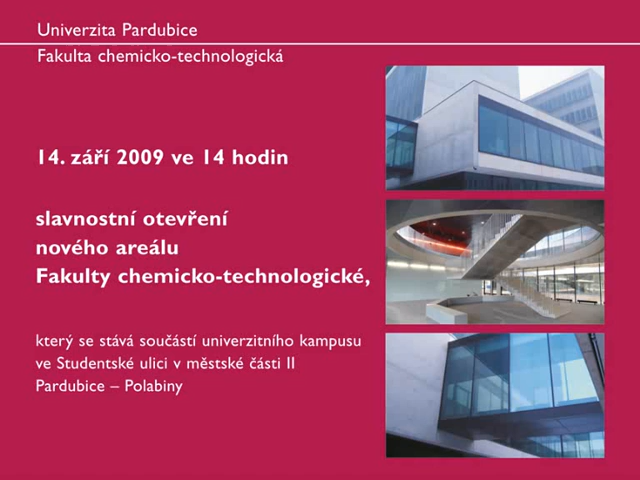 Univerzita Pardubice
Fakulta chemicko-technologická
14. září 2009 ve 14 hodin
slavnostní otevření
nového areálu
Fakulty chemicko-technologické,
který se stává součástí univerzitního kampusu
ve Studentské ulici v městské části II
Pardubice – Polabiny